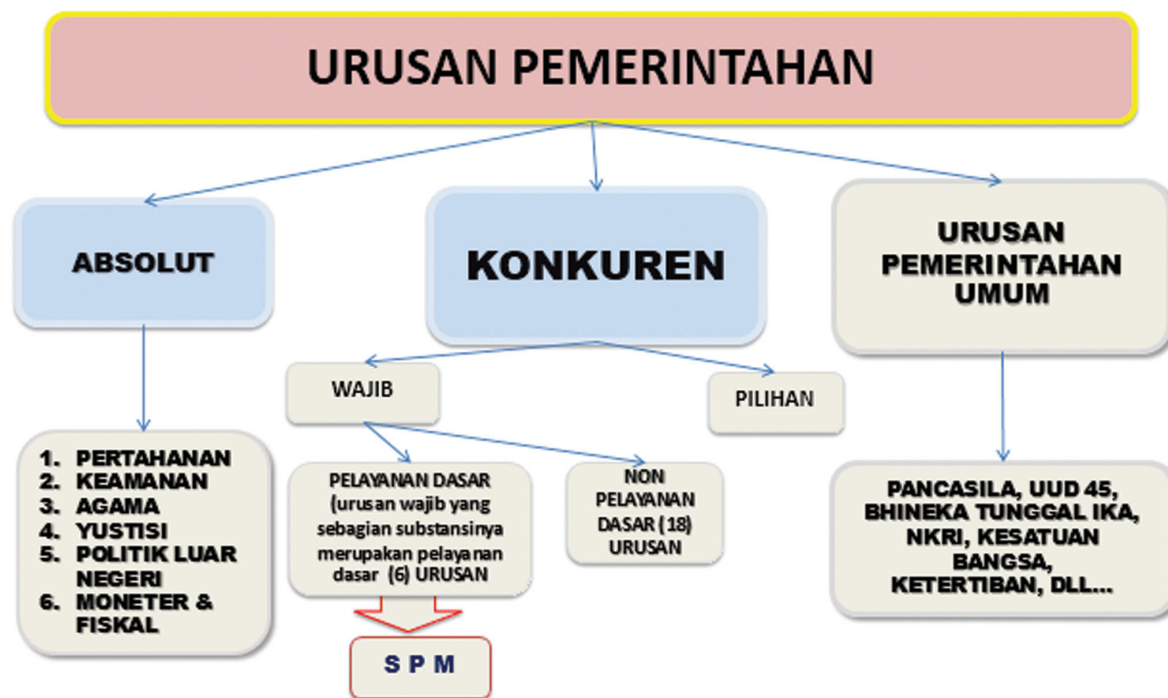 URUSAN PEMERINTAHAN
ABSOLUT
KONKUREN
URUSAN
PEMERINTAHAN
UMUM
WAJIB
PILIHAN
1. PERTAHANAN
2. KEAMANAN
3. AGAMA
4. YUSTISI
5. POLITIK LUAR
NEGERI
6. MONETER &
FISKAL
PELAYANAN DASAR
(urusan wajib yang
sebagian substansinya
merupakan pelayanan
dasar (6) URUSAN
NON
PELAYANAN
DASAR (18)
URUSAN
PANCASILA, UUD 45,
BHINEKA TUNGGAL IKA,
NKRI, KESATUAN
BANGSA,
KETERTIBAN, DLL...
S P M